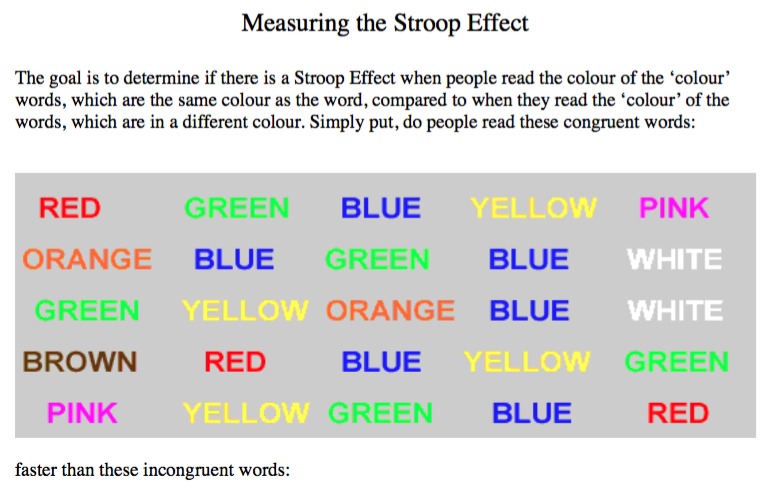 Measuring the Stroop Effect
The goal is to determine if there is a Stroop Effect when people read the colour of the ‘colour’
words, which are the same colour as the word, compared to when they read the ‘colour’ of the
words, which are in a different colour. Simply put, do people read these congruent words:
RED GREEN BLUE YELLOW PINK
ORANGE BLUE GREEN BLUE WHITE
GREEN YELLOW ORANGE BLUE WHITE
BROWN RED BLUE YELLOW GREEN
PINK YELLOW GREEN BLUE RED
faster than these incongruent words: